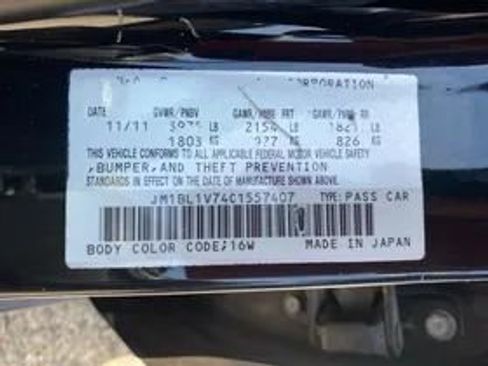 CORPORATION
DATE GVWR/PNBV GAWR/PNBE FRT GAWR/PNBE RR
11/11 3975 LB 2154 LB 1821 LB
1803 KG 977 KG 826 KG
THIS VEHICLE CONFORMS TO ALL APPLICABLE FEDERAL MOTOR VEHICLE SAFETY,
,BUMPER,AND THEFT PREVENTION
STANDARDS IN EFFECT ON THE DATE OF MANUFACTURE SHOWN ABOVE.
JM1BL1V74C1557407 TYPE:PASS CAR
BODY COLOR CODE;16W MADE IN JAPAN